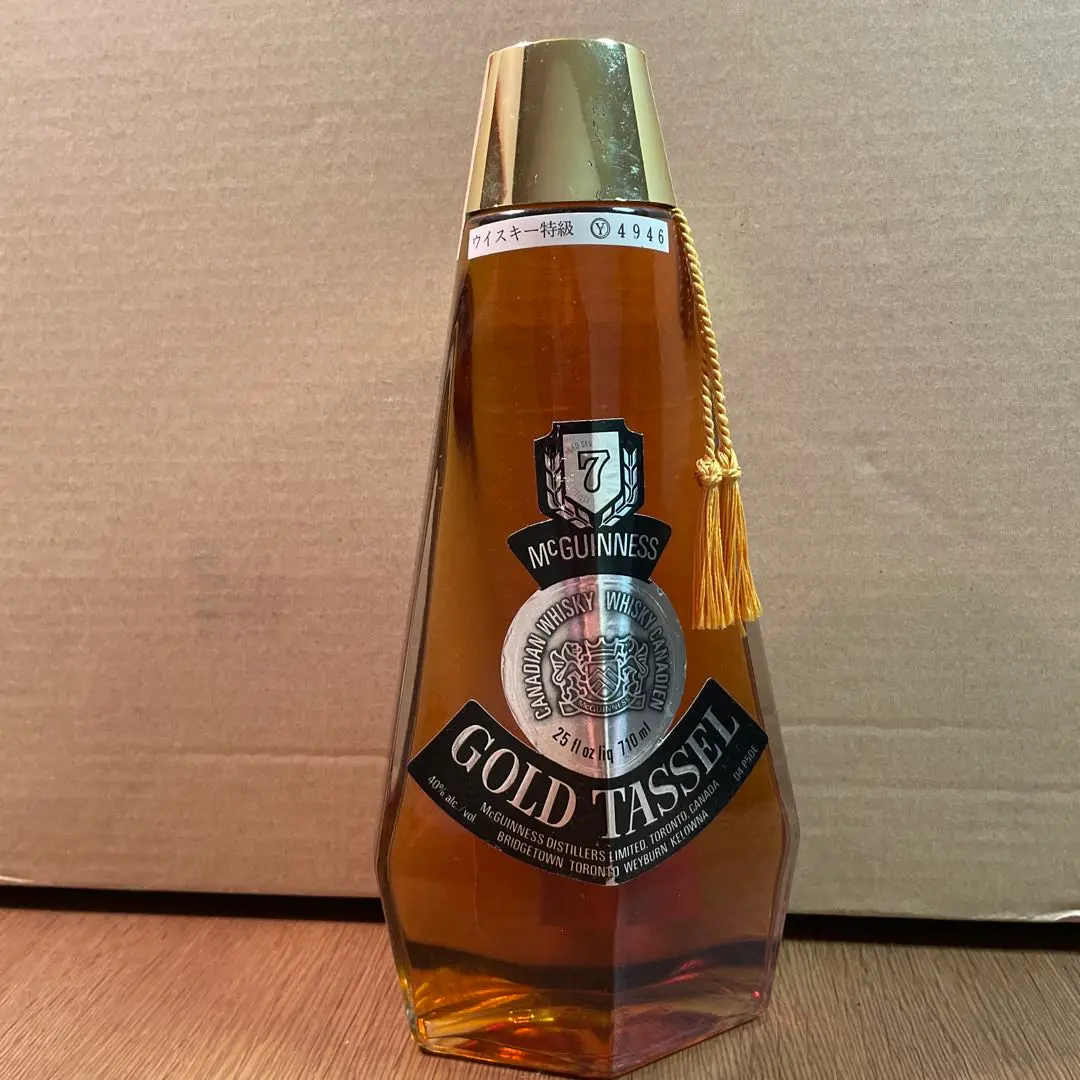 ウイスキー特級 Ⓨ 4946
7
McGUINNESS
CANADIAN WHISKY WHISKY CANADIEN
McGUINNESS
25 fl oz liq 710 ml
GOLD TASSEL
40% alc./vol.
McGUINNESS DISTILLERS LIMITED, TORONTO, CANADA
BRIDGETOWN TORONTO WEYBURN KELOWNA